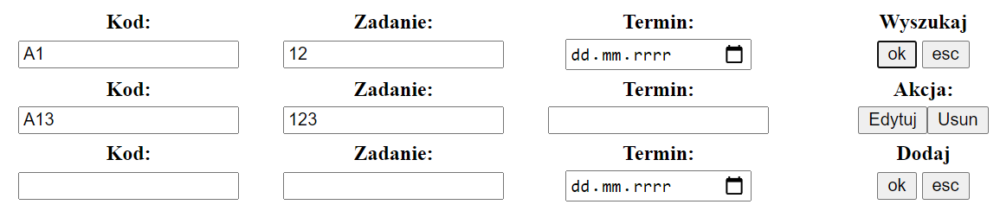 Kod: Zadanie: Termin: Wyszukaj
A1 12 dd.mm.rrrr ok esc
Kod: Zadanie: Termin: Akcja:
A13 123 Edytuj Usun
Kod: Zadanie: Termin: Dodaj
dd.mm.rrrr ok esc